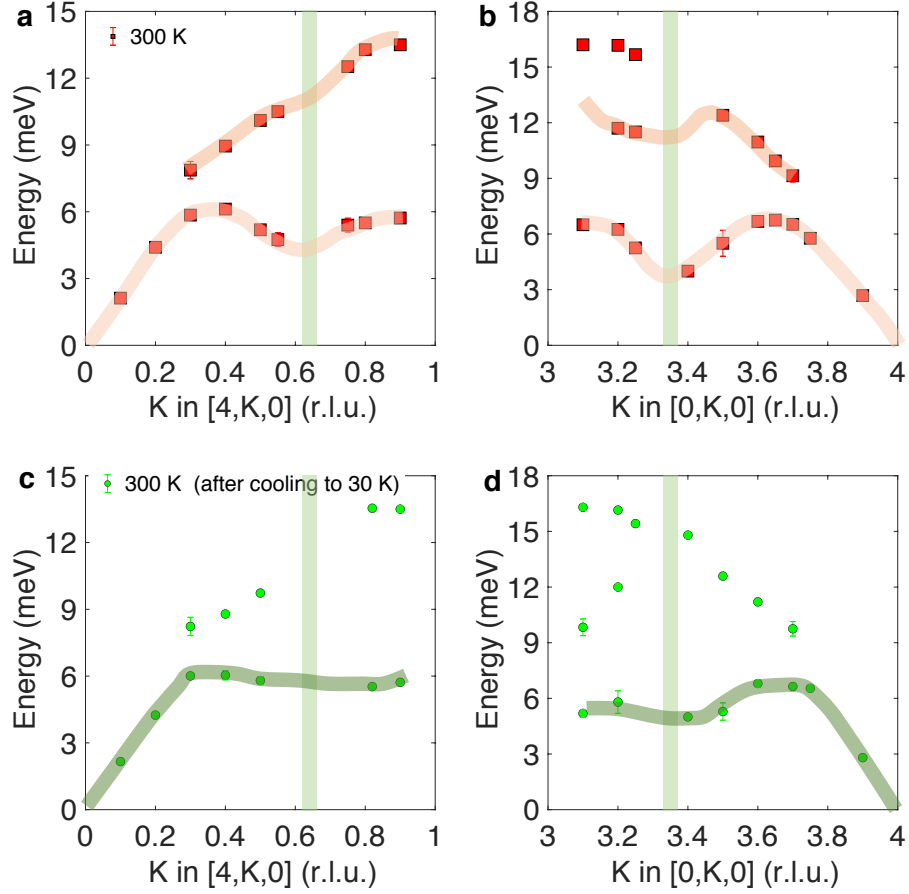 a
300 K
15
12
9
6
3
0
Energy (meV)
0 0.2 0.4 0.6 0.8 1
K in [4,K,0] (r.l.u.)
b
18
15
12
9
6
3
0
Energy (meV)
3 3.2 3.4 3.6 3.8 4
K in [0,K,0] (r.l.u.)
c
300 K (after cooling to 30 K)
15
12
9
6
3
0
Energy (meV)
0 0.2 0.4 0.6 0.8 1
K in [4,K,0] (r.l.u.)
d
18
15
12
9
6
3
0
Energy (meV)
3 3.2 3.4 3.6 3.8 4
K in [0,K,0] (r.l.u.)